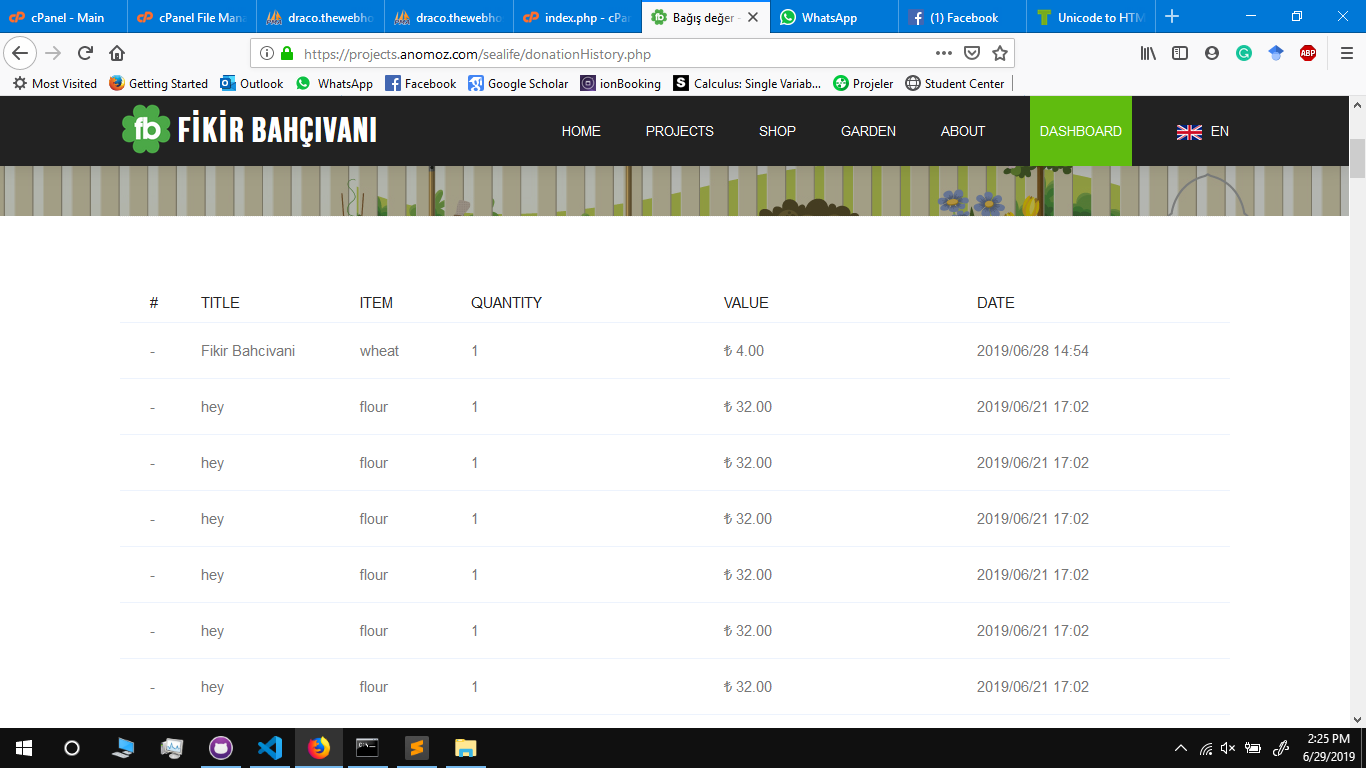 cPanel - Main
cPanel File Mana
draco.thewebho
draco.thewebho
index.php - cPa
Bağış değer -
WhatsApp
(1) Facebook
Unicode to HTM
https://projects.anomoz.com/sealife/donationHistory.php
ABP
Most Visited
Getting Started
Outlook
WhatsApp
Facebook
Google Scholar
ionBooking
Calculus: Single Variab...
Projeler
Student Center
fb FİKİR BAHÇIVANI
HOME
PROJECTS
SHOP
GARDEN
ABOUT
DASHBOARD
EN
# TITLE ITEM QUANTITY VALUE DATE
- Fikir Bahcivani wheat 1 ₺ 4.00 2019/06/28 14:54
- hey flour 1 ₺ 32.00 2019/06/21 17:02
- hey flour 1 ₺ 32.00 2019/06/21 17:02
- hey flour 1 ₺ 32.00 2019/06/21 17:02
- hey flour 1 ₺ 32.00 2019/06/21 17:02
- hey flour 1 ₺ 32.00 2019/06/21 17:02
- hey flour 1 ₺ 32.00 2019/06/21 17:02
2:25 PM
6/29/2019